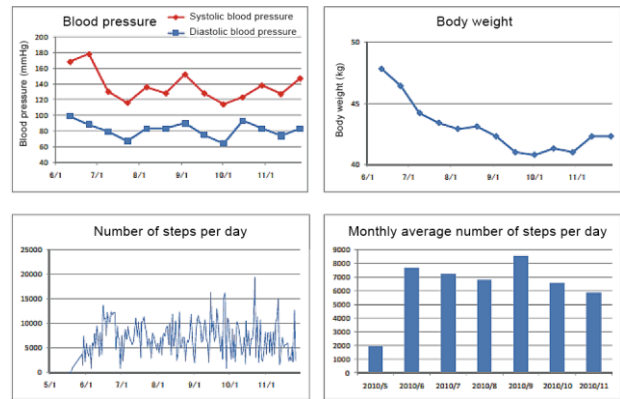 Blood pressure
Systolic blood pressure
Diastolic blood pressure
Blood pressure (mmHg)
200
180
160
140
120
100
80
60
40
6/1 7/1 8/1 9/1 10/1 11/1
Body weight
Body weight (kg)
50
45
40
6/1 7/1 8/1 9/1 10/1 11/1
Number of steps per day
25000
20000
15000
10000
5000
0
5/1 6/1 7/1 8/1 9/1 10/1 11/1
Monthly average number of steps per day
9000
8000
7000
6000
5000
4000
3000
2000
1000
0
2010/5 2010/6 2010/7 2010/8 2010/9 2010/10 2010/11